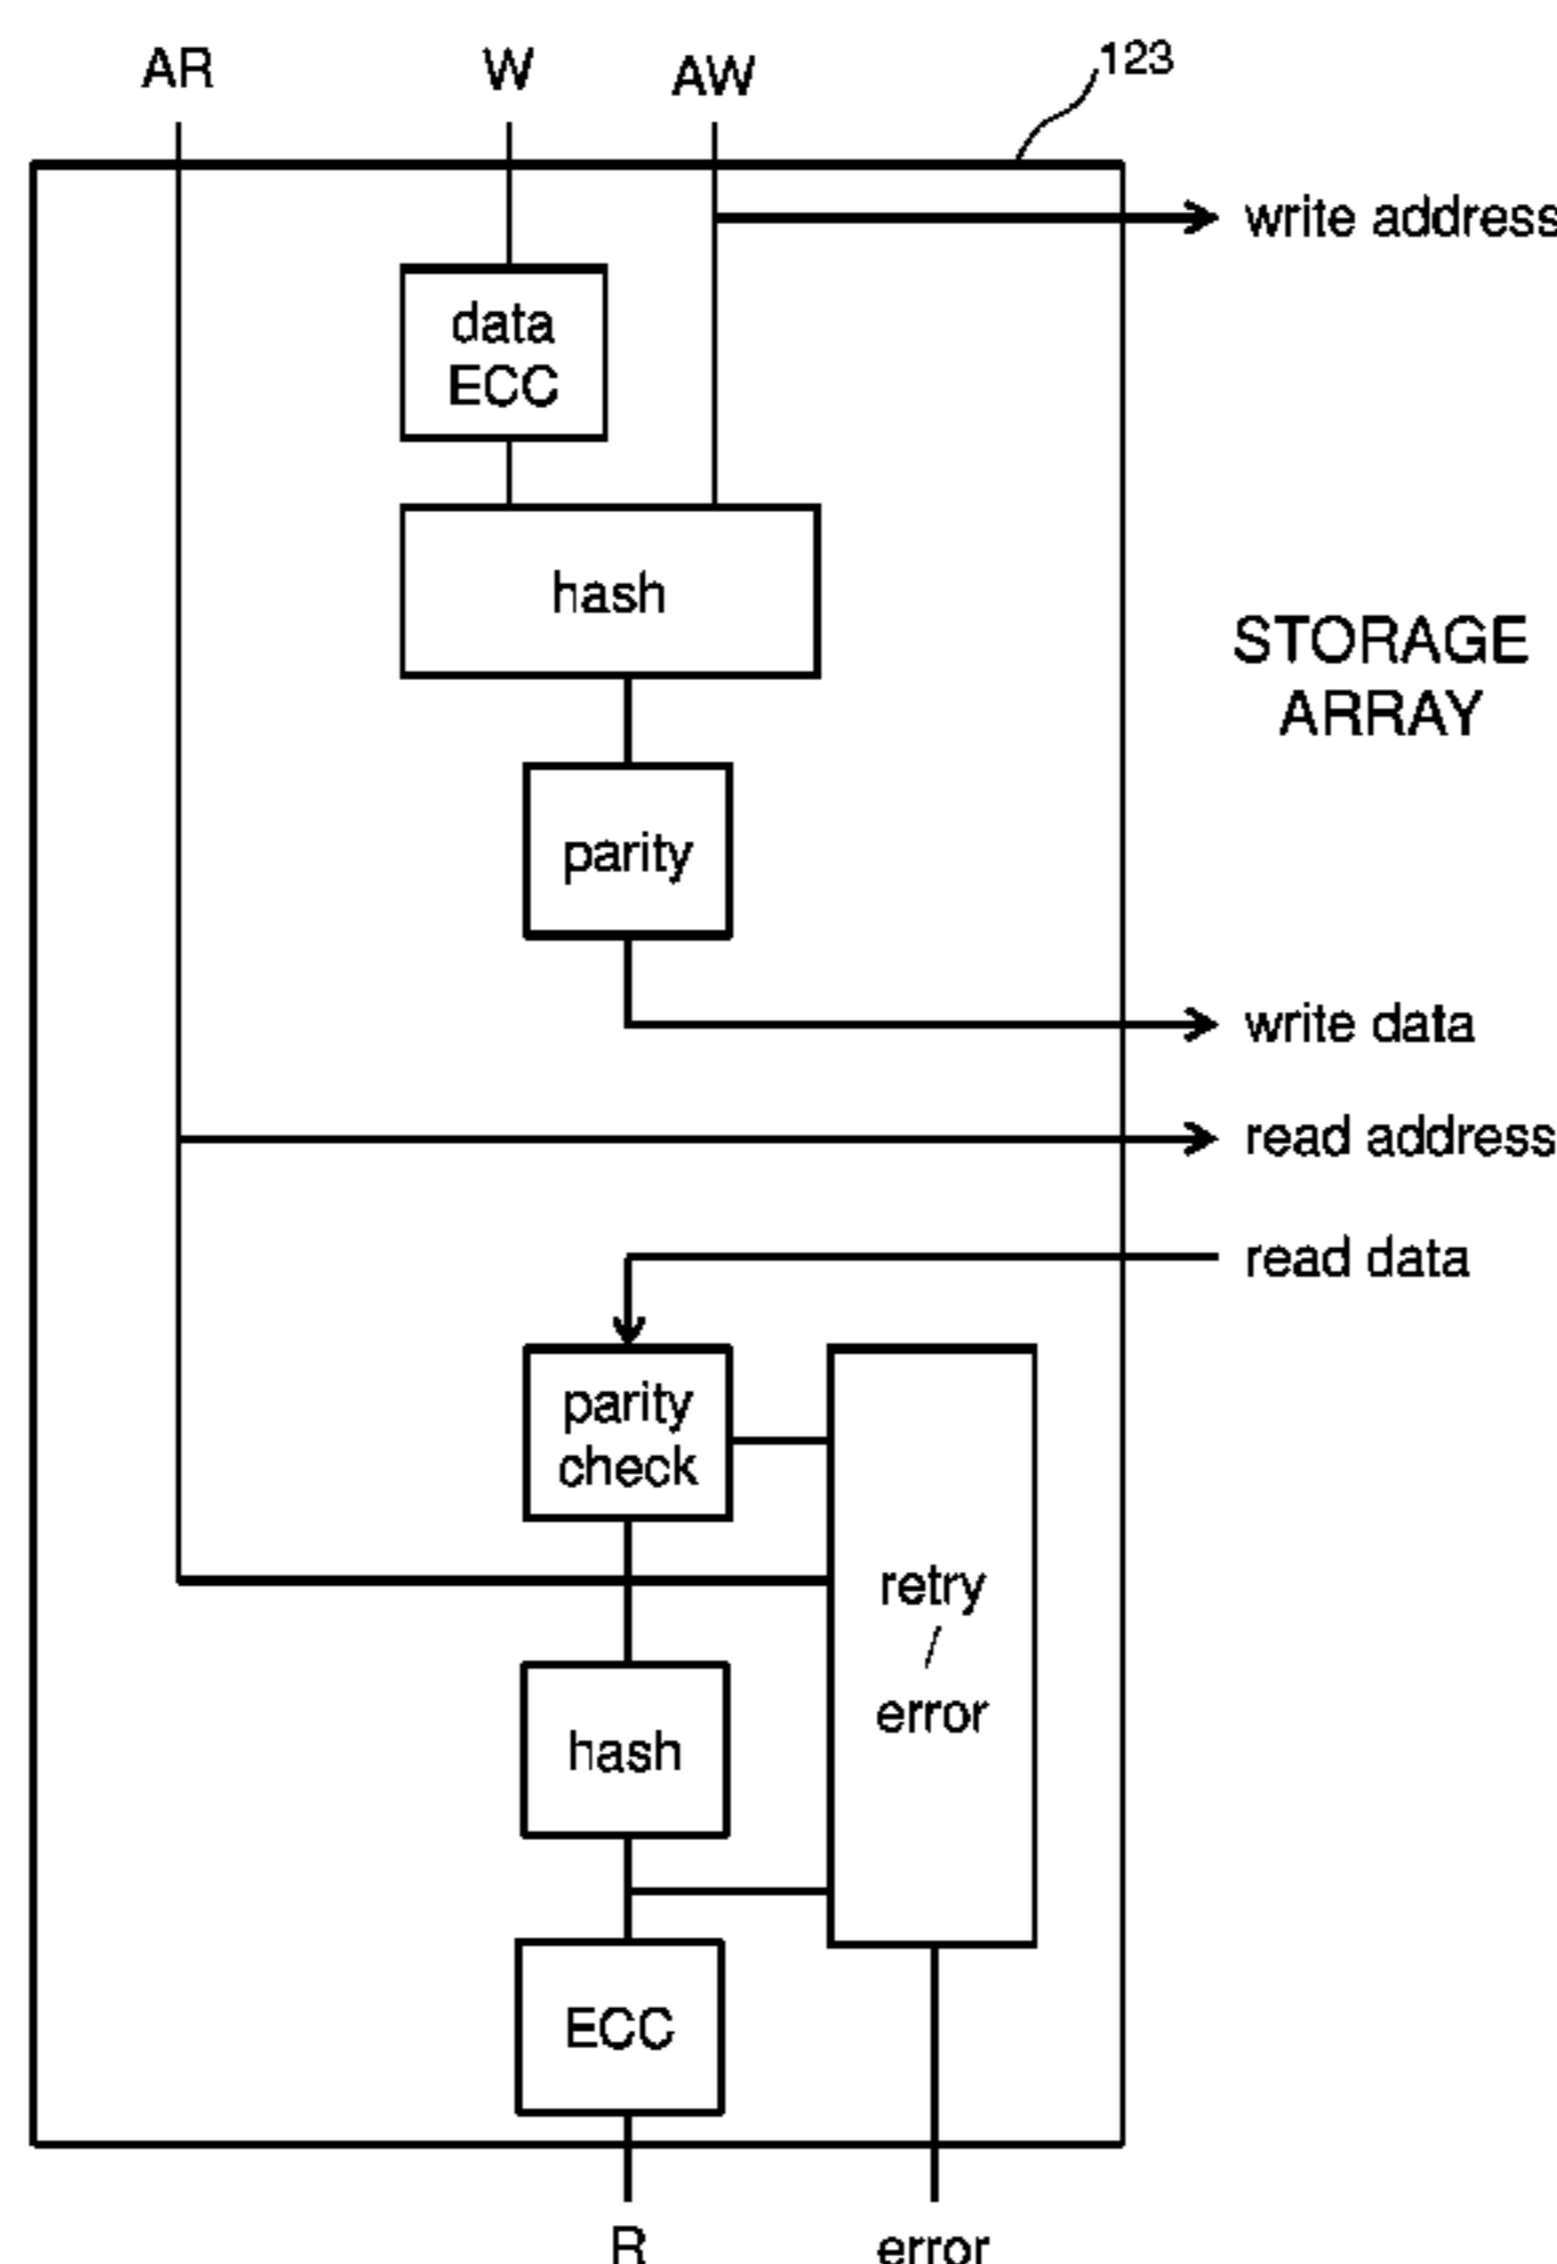 AR
W
AW
123
write address
data
ECC
hash
STORAGE
ARRAY
parity
write data
read address
read data
parity
check
retry
/
error
hash
ECC
R
error